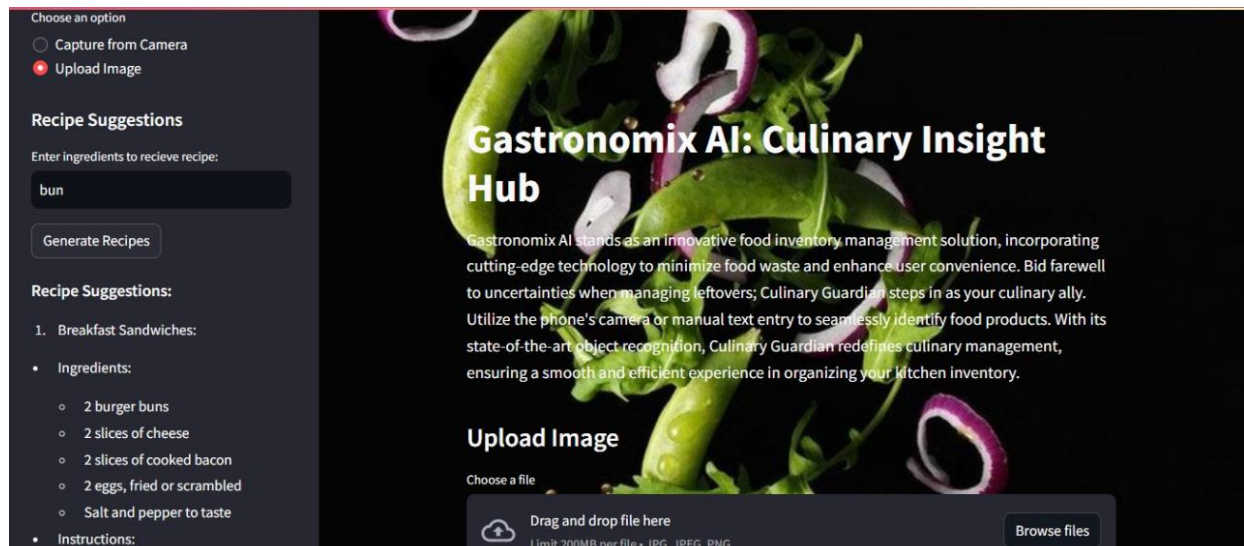 Choose an option
Capture from Camera
Upload Image
Recipe Suggestions
Enter ingredients to recieve recipe:
bun
Generate Recipes
Recipe Suggestions:
1. Breakfast Sandwiches:
• Ingredients:
◦ 2 burger buns
◦ 2 slices of cheese
◦ 2 slices of cooked bacon
◦ 2 eggs, fried or scrambled
◦ Salt and pepper to taste
• Instructions:
Gastronomix AI: Culinary Insight
Hub
Gastronomix AI stands as an innovative food inventory management solution, incorporating
cutting-edge technology to minimize food waste and enhance user convenience. Bid farewell
to uncertainties when managing leftovers; Culinary Guardian steps in as your culinary ally.
Utilize the phone's camera or manual text entry to seamlessly identify food products. With its
state-of-the-art object recognition, Culinary Guardian redefines culinary management,
ensuring a smooth and efficient experience in organizing your kitchen inventory.
Upload Image
Choose a file
Drag and drop file here
Limit 200MB per file • JPG, JPEG, PNG
Browse files